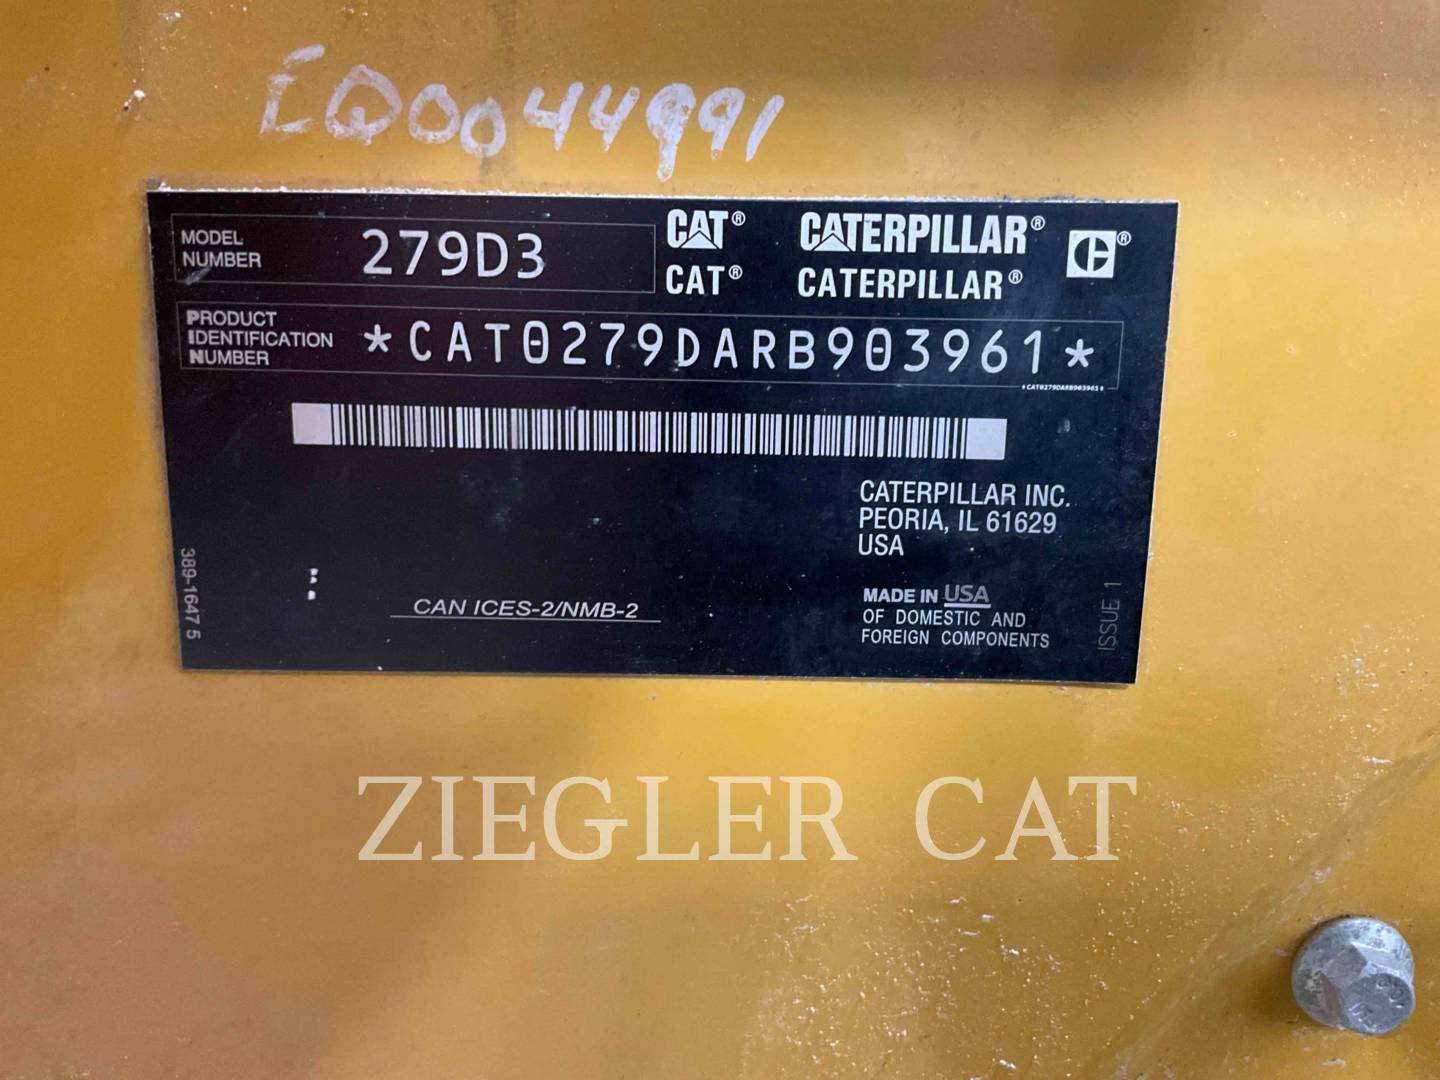 EQ0044991
MODEL NUMBER 279D3
CAT® CATERPILLAR®
CAT® CATERPILLAR®
PRODUCT IDENTIFICATION NUMBER *CAT0279DARB903961*
*CAT0279DARB903961*
CATERPILLAR INC.
PEORIA, IL 61629
USA
MADE IN USA
OF DOMESTIC AND
FOREIGN COMPONENTS
CAN ICES-2/NMB-2
389-1647 5
ISSUE 1
ZIEGLER CAT